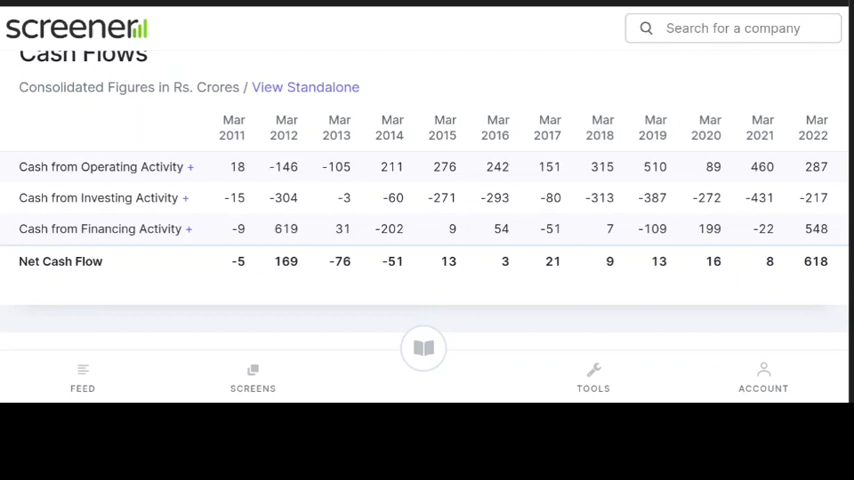 screener
Search for a company
Cash Flows
Consolidated Figures in Rs. Crores / View Standalone
Mar 2011 Mar 2012 Mar 2013 Mar 2014 Mar 2015 Mar 2016 Mar 2017 Mar 2018 Mar 2019 Mar 2020 Mar 2021 Mar 2022
Cash from Operating Activity + 18 -146 -105 211 276 242 151 315 510 89 460 287
Cash from Investing Activity + -15 -304 -3 -60 -271 -293 -80 -313 -387 -272 -431 -217
Cash from Financing Activity + -9 619 31 -202 9 54 -51 7 -109 199 -22 548
Net Cash Flow -5 169 -76 -51 13 3 21 9 13 16 8 618
FEED SCREENS TOOLS ACCOUNT